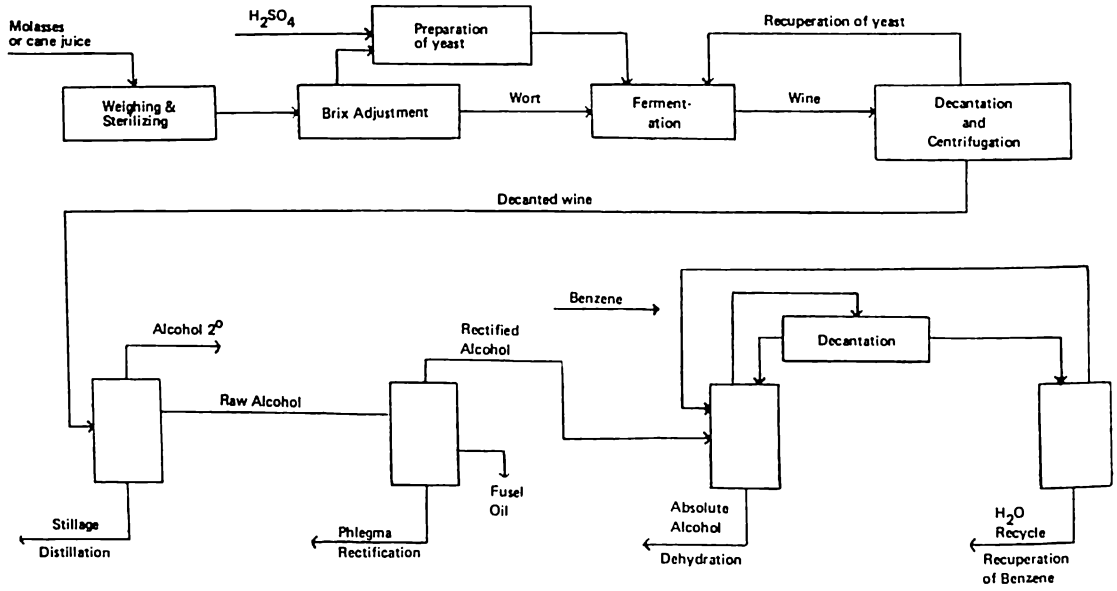 Molasses
or cane juice
H2SO4
Preparation
of yeast
Recuperation of yeast
Weighing &
Sterilizing
Brix Adjustment
Wort
Ferment-
ation
Wine
Decantation
and
Centrifugation
Decanted wine
Benzene
Alcohol 2º
Rectified
Alcohol
Decantation
Raw Alcohol
Fusel
Oil
Stillage
Distillation
Phlegma
Rectification
Absolute
Alcohol
Dehydration
H2O
Recycle
Recuperation
of Benzene